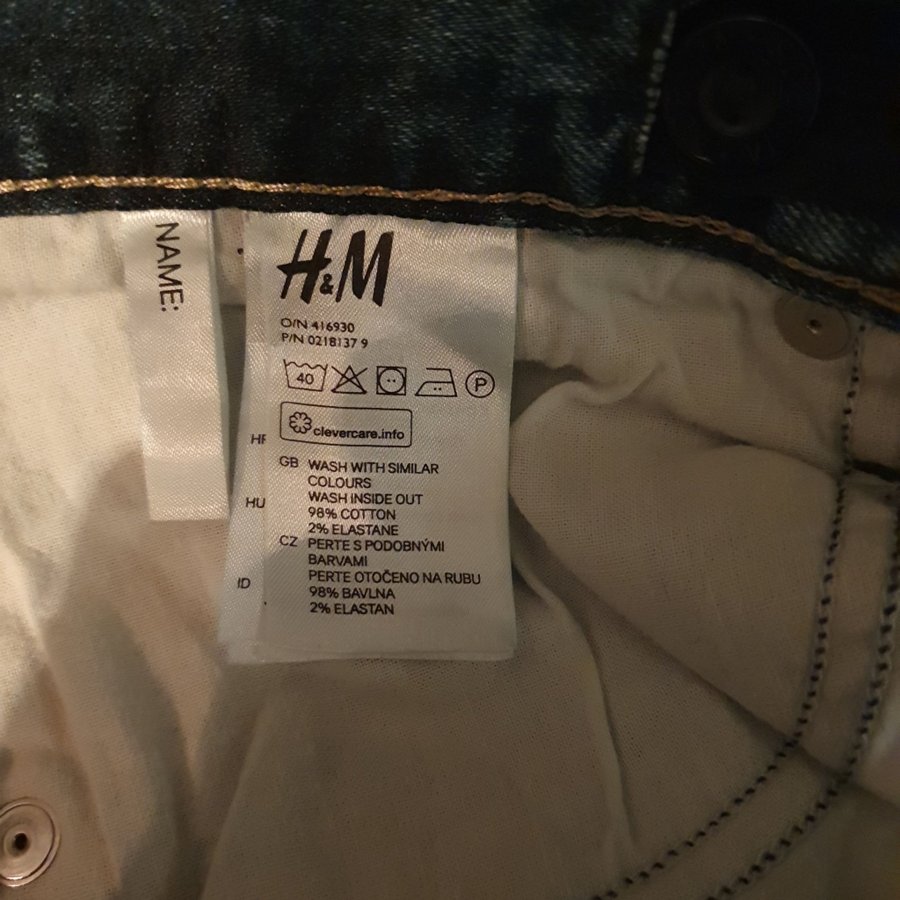 NAME:
H&M
O/N 416930
P/N 0218137 9
40
P
clevercare.info
HR
HU
ID
GB WASH WITH SIMILAR
COLOURS
WASH INSIDE OUT
98% COTTON
2% ELASTANE
CZ PERTE S PODOBNÝMI
BARVAMI
PERTE OTOČENO NA RUBU
98% BAVLNA
2% ELASTAN